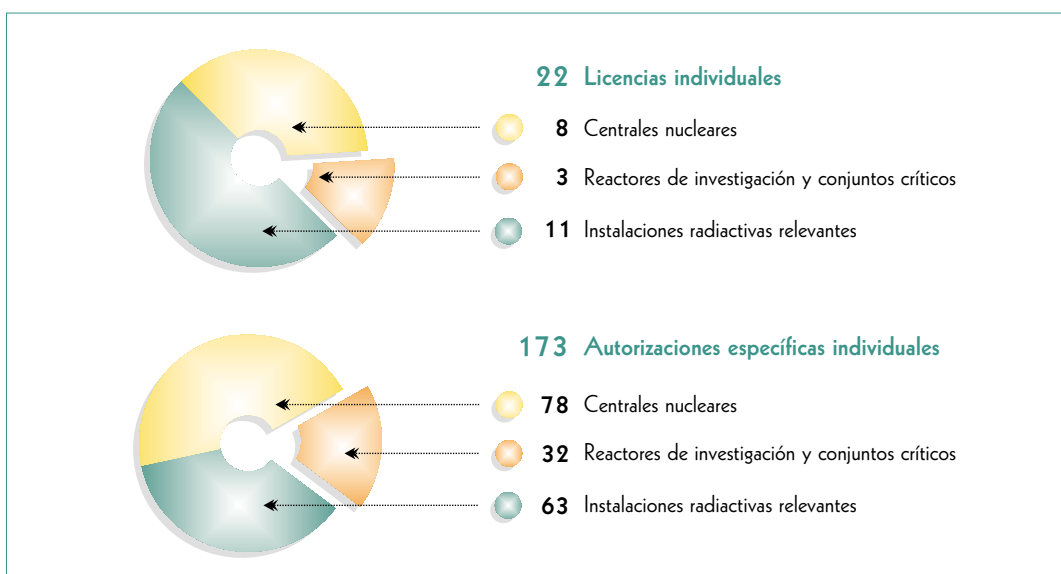 22 Licencias individuales
8 Centrales nucleares
3 Reactores de investigación y conjuntos críticos
11 Instalaciones radiactivas relevantes
173 Autorizaciones específicas individuales
78 Centrales nucleares
32 Reactores de investigación y conjuntos críticos
63 Instalaciones radiactivas relevantes